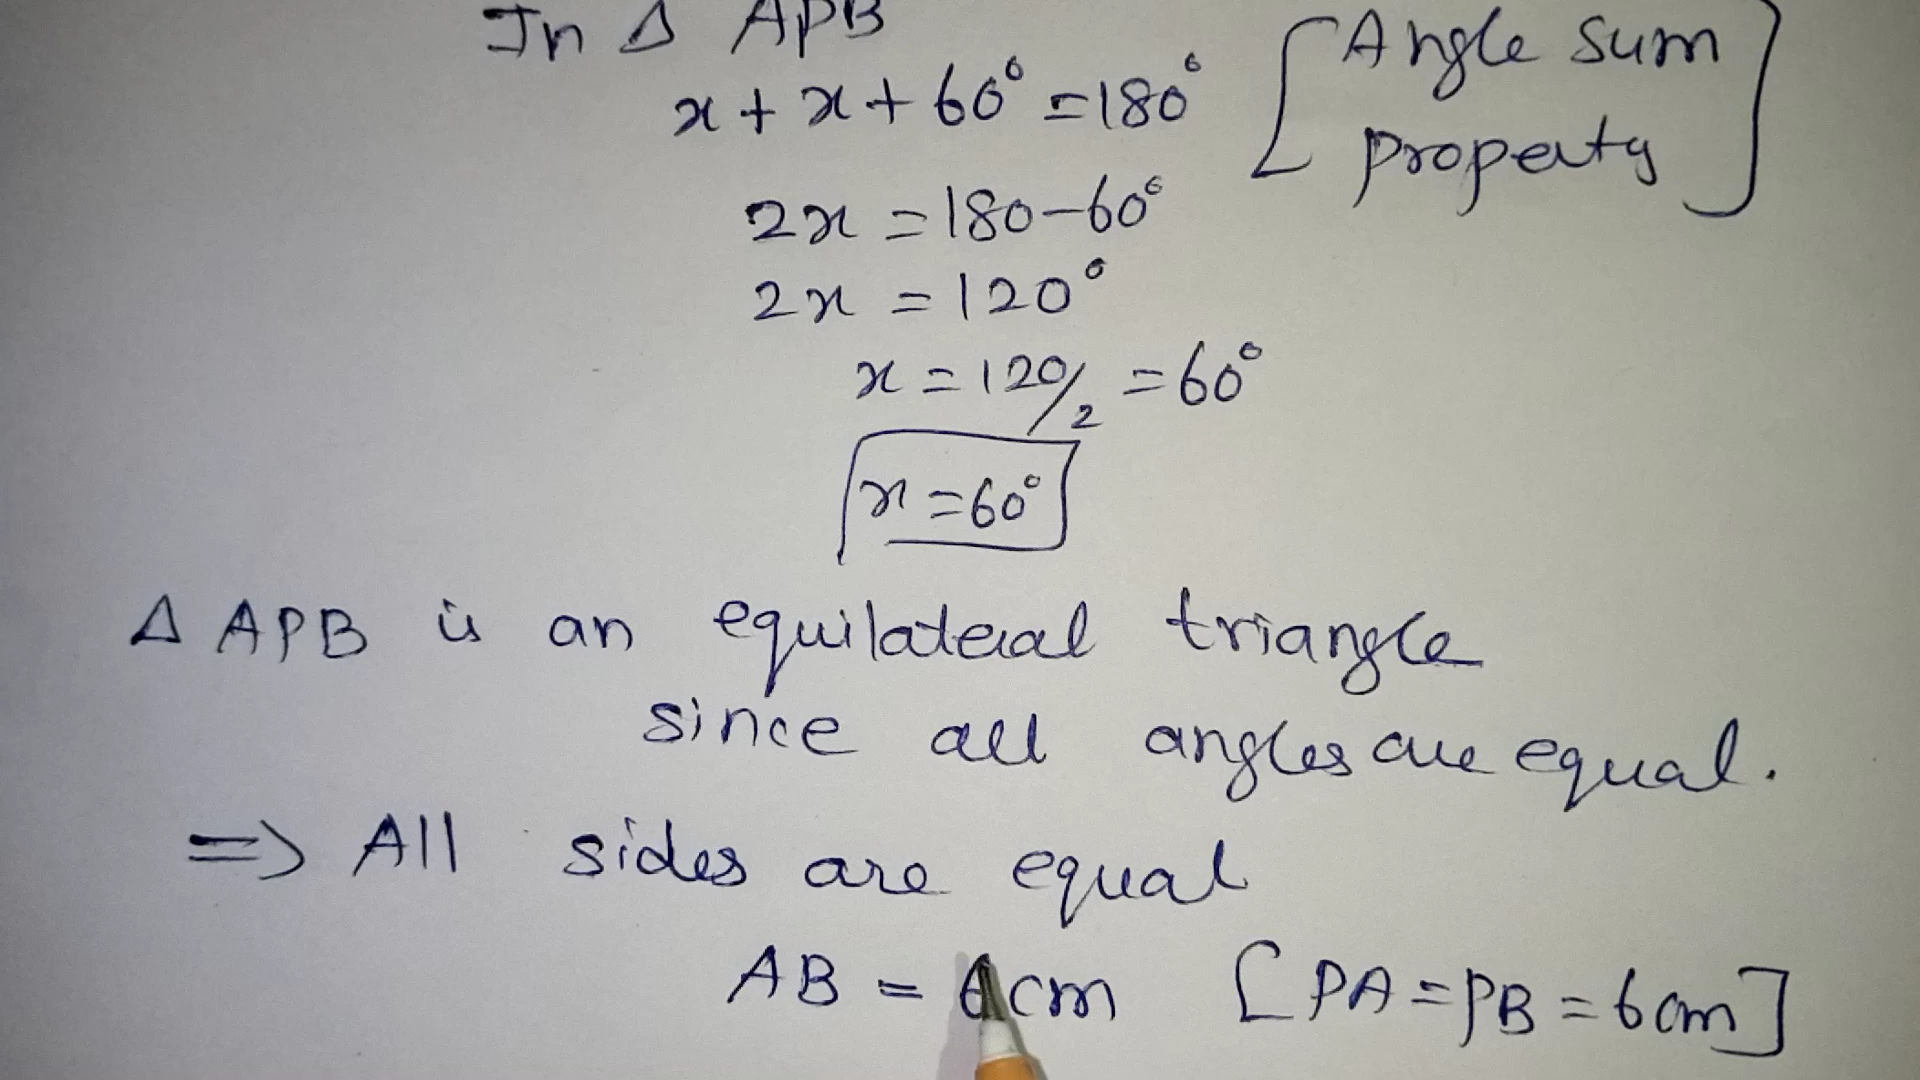 In Δ APB
x + x + 60° = 180° [Angle sum property]
2x = 180 - 60°
2x = 120°
x = 120/2 = 60°
x = 60°
Δ APB is an equilateral triangle
since all angles are equal.
=> All sides are equal
AB = 6cm [PA = PB = 6cm]